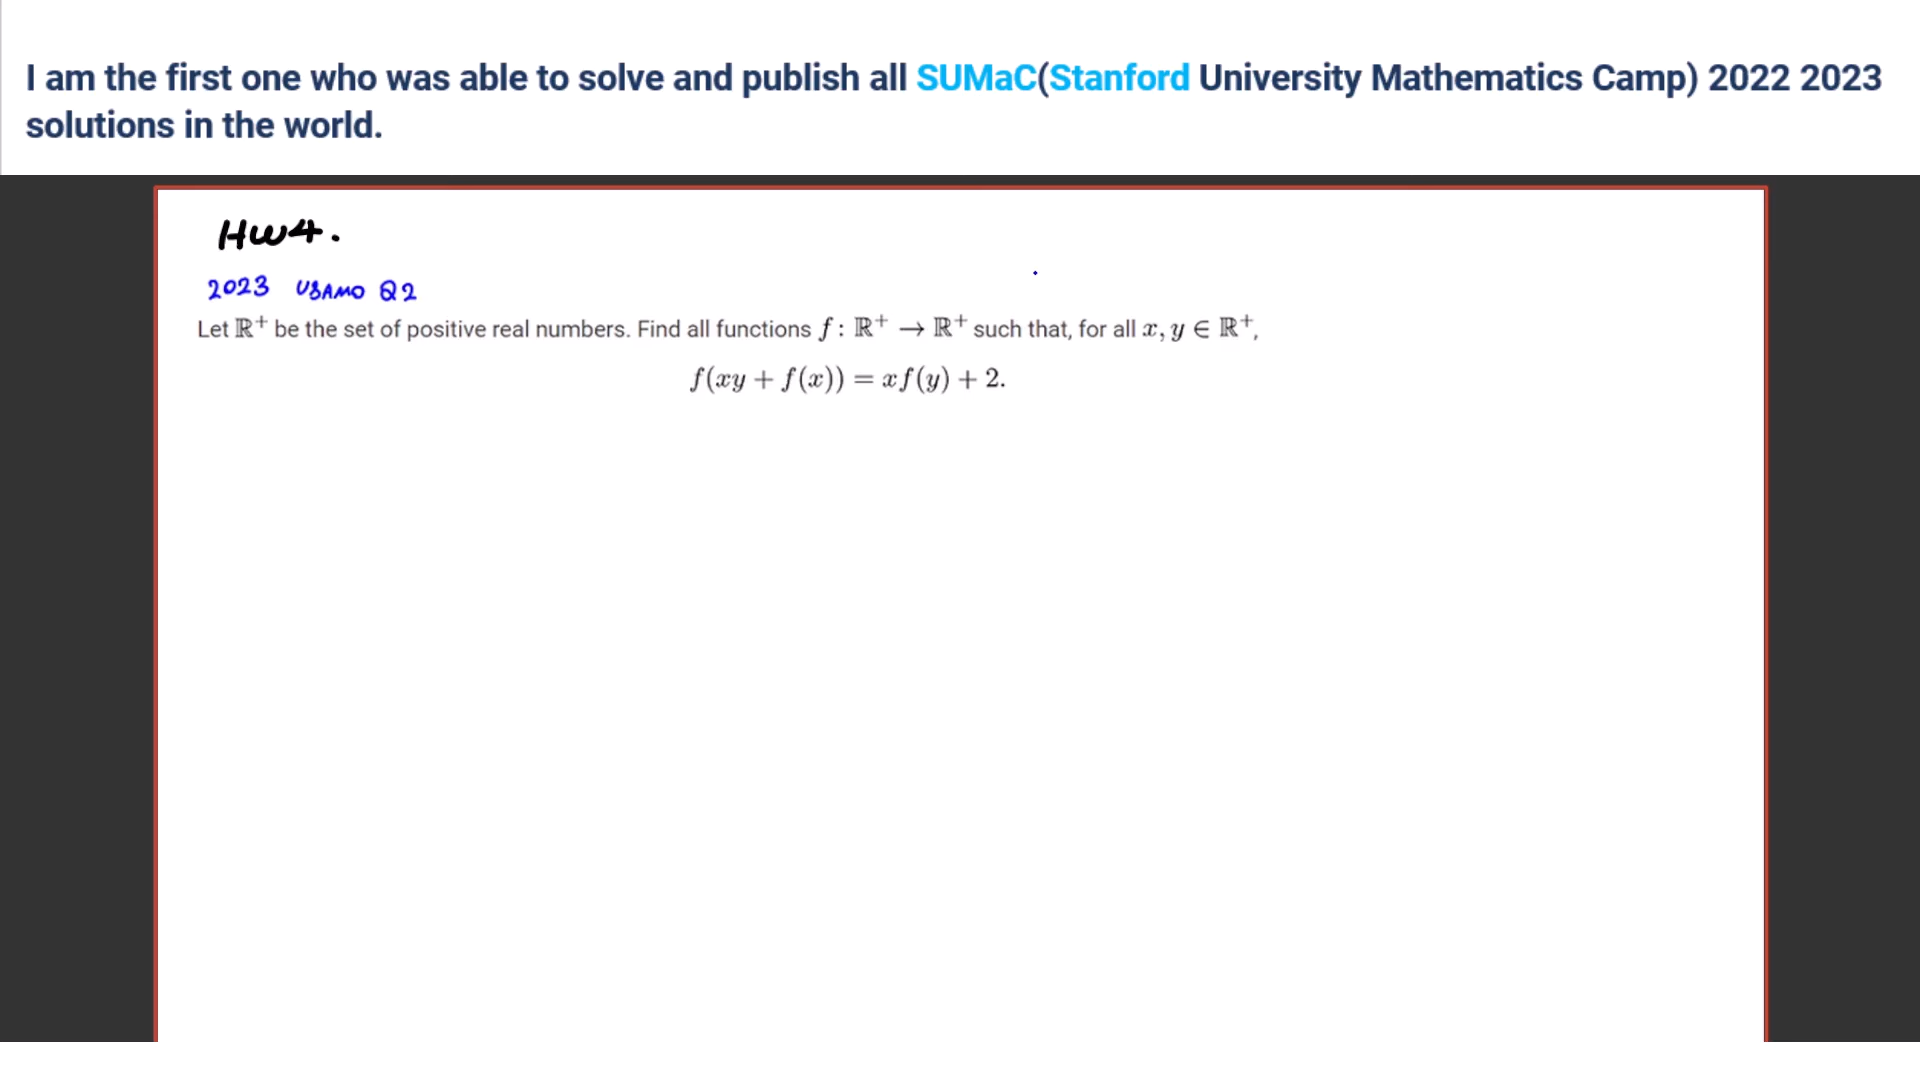 I am the first one who was able to solve and publish all SUMaC(Stanford University Mathematics Camp) 2022 2023
solutions in the world.
HW4.
2023 USAMO Q2
Let ℝ⁺ be the set of positive real numbers. Find all functions f : ℝ⁺ → ℝ⁺ such that, for all x, y ∈ ℝ⁺,
f(xy + f(x)) = xf(y) + 2.